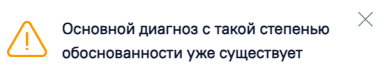 Основной диагноз с такой степенью
обоснованности уже существует